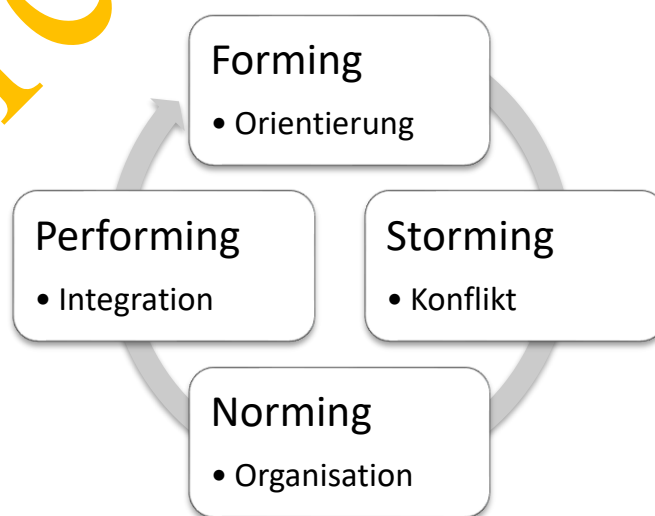 Forming
• Orientierung
Storming
• Konflikt
Norming
• Organisation
Performing
• Integration